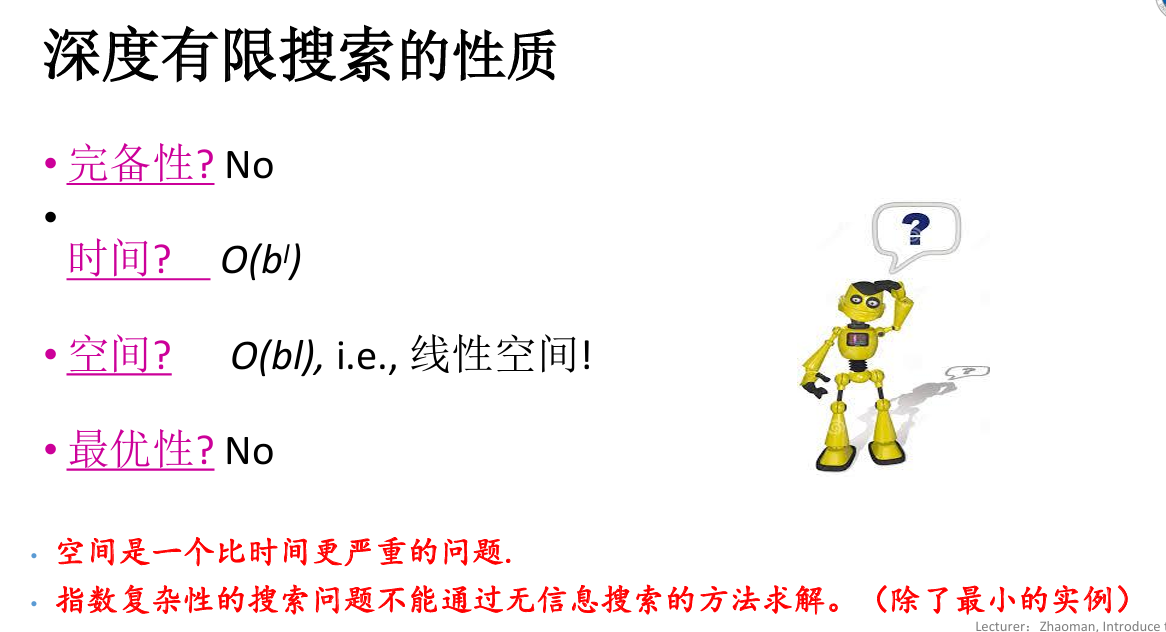 深度有限搜索的性质
• 完备性? No
•
时间? O(bˡ)
?
• 空间? O(bl), i.e., 线性空间!
?
• 最优性? No
• 空间是一个比时间更严重的问题.
• 指数复杂性的搜索问题不能通过无信息搜索的方法求解。（除了最小的实例）
Lecturer：Zhaoman, Introduce t